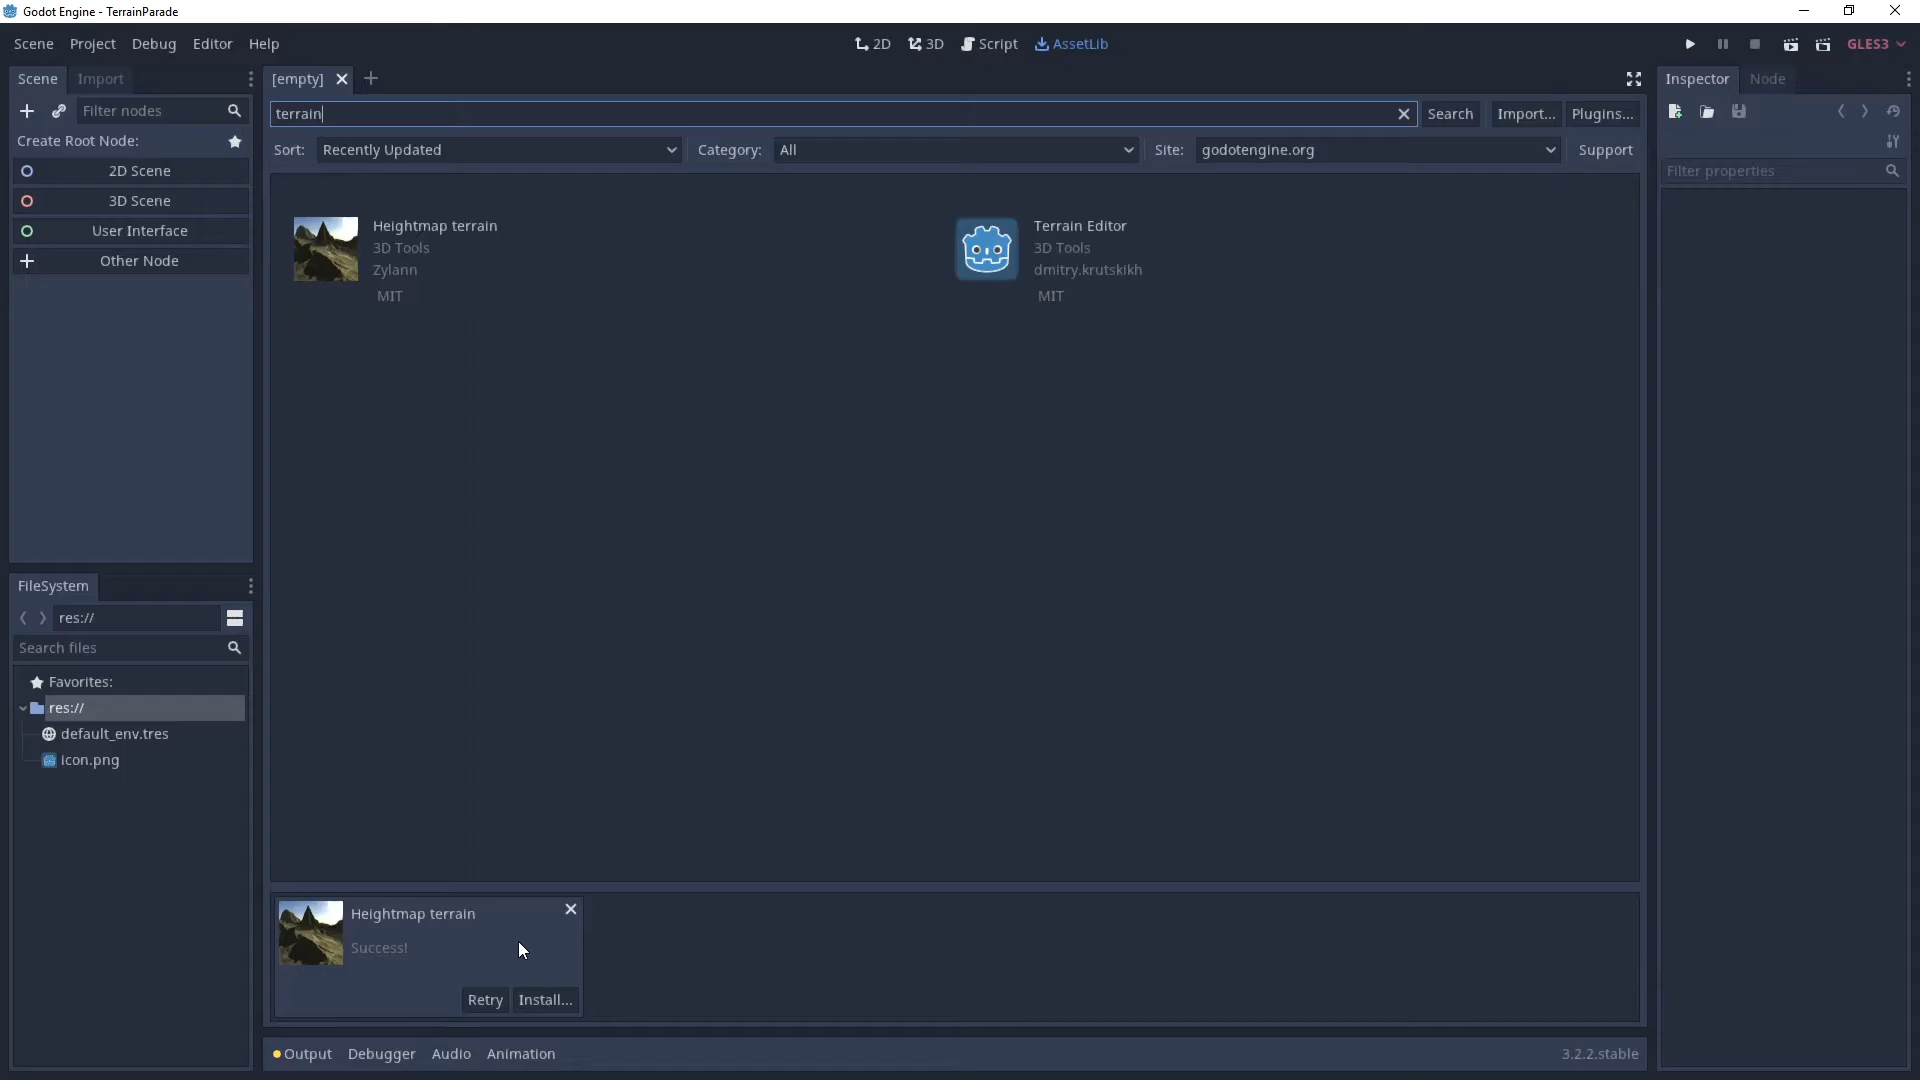 Godot Engine - TerrainParade
Scene Project Debug Editor Help
2D 3D Script AssetLib
GLES3
Scene Import
Filter nodes
Create Root Node:
2D Scene
3D Scene
User Interface
Other Node
FileSystem
res://
Search files
Favorites:
res://
default_env.tres
icon.png
[empty]
terrain
Search Import... Plugins...
Sort: Recently Updated Category: All Site: godotengine.org Support
Heightmap terrain
3D Tools
Zylann
MIT
Terrain Editor
3D Tools
dmitry.krutskikh
MIT
Heightmap terrain
Success!
Retry Install...
Output Debugger Audio Animation
3.2.2.stable
Inspector Node
Filter properties